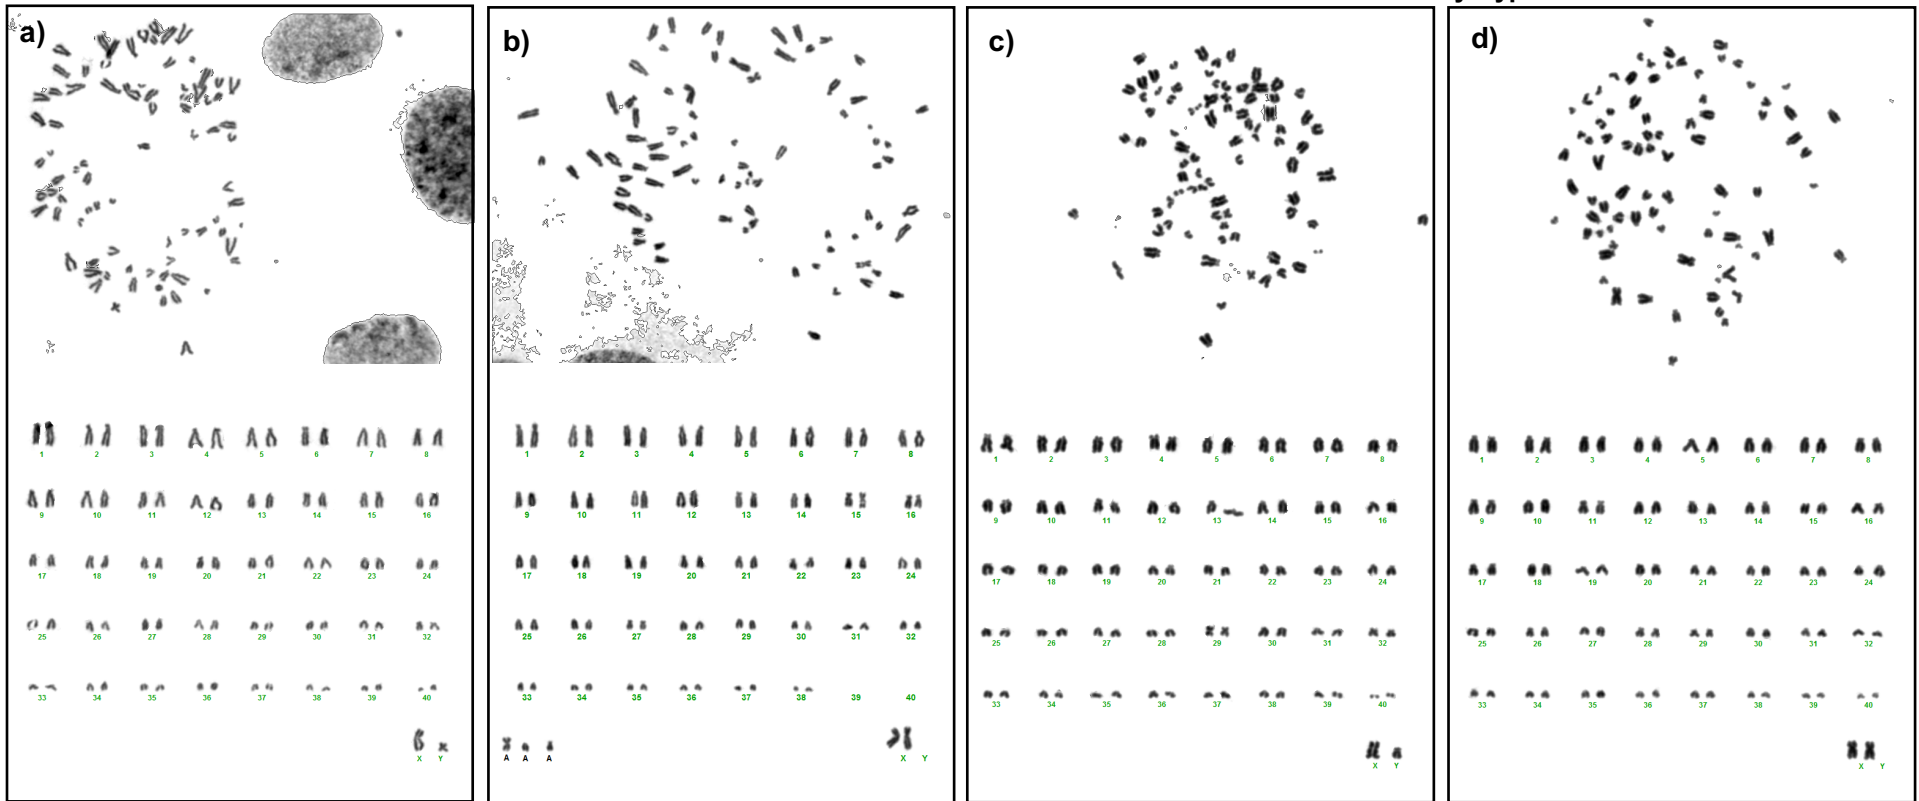 a)
1 2 3 4 5 6 7 8
9 10 11 12 13 14 15 16
17 18 19 20 21 22 23 24
25 26 27 28 29 30 31 32
33 34 35 36 37 38 39 40
X Y
b)
1 2 3 4 5 6 7 8
9 10 11 12 13 14 15 16
17 18 19 20 21 22 23 24
25 26 27 28 29 30 31 32
33 34 35 36 37 38 39 40
A A A X Y
c)
1 2 3 4 5 6 7 8
9 10 11 12 13 14 15 16
17 18 19 20 21 22 23 24
25 26 27 28 29 30 31 32
33 34 35 36 37 38 39 40
X Y
d)
1 2 3 4 5 6 7 8
9 10 11 12 13 14 15 16
17 18 19 20 21 22 23 24
25 26 27 28 29 30 31 32
33 34 35 36 37 38 39 40
X Y